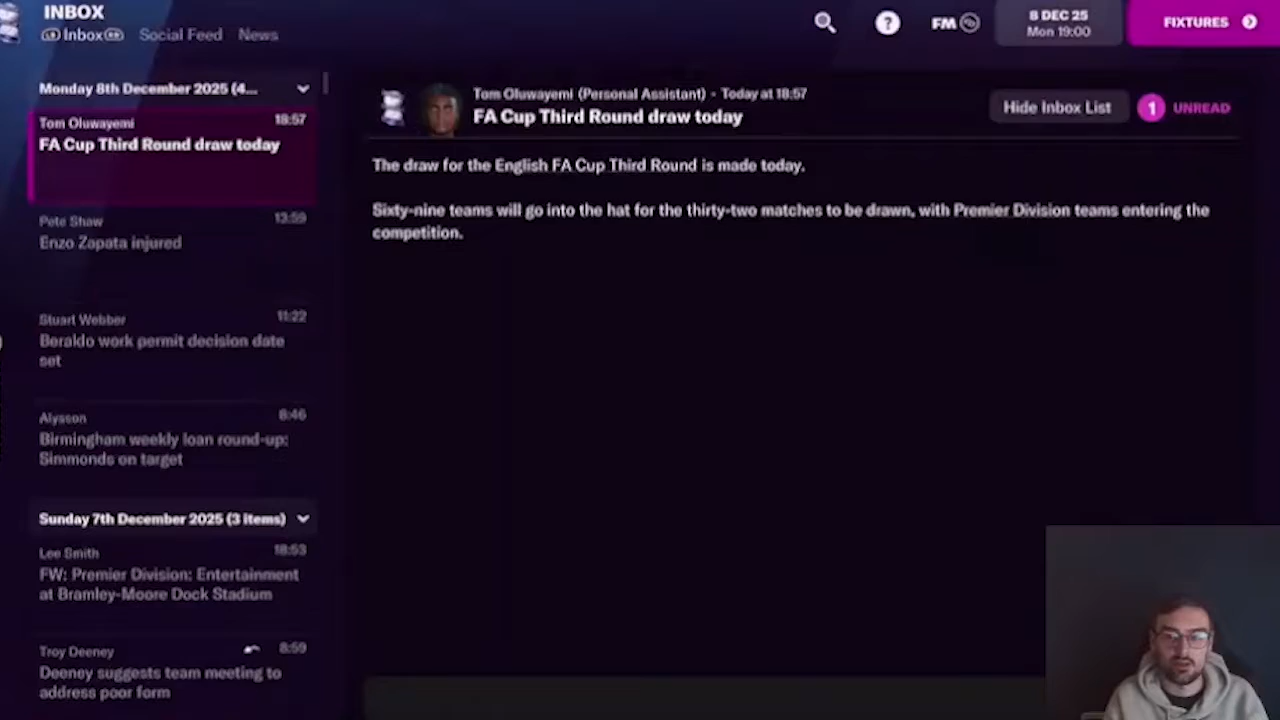 INBOX
Inbox
Social Feed
News
FM
8 DEC 25
Mon 19:00
FIXTURES
Monday 8th December 2025 (4...
Tom Oluwayemi
18:57
FA Cup Third Round draw today
Pete Shaw
13:59
Enzo Zapata injured
Stuart Webber
11:22
Beraldo work permit decision date
set
Alysson
8:46
Birmingham weekly loan round-up:
Simmonds on target
Sunday 7th December 2025 (3 items)
Lee Smith
18:53
FW: Premier Division: Entertainment
at Bramley-Moore Dock Stadium
Troy Deeney
8:59
Deeney suggests team meeting to
address poor form
Tom Oluwayemi (Personal Assistant) - Today at 18:57
FA Cup Third Round draw today
Hide Inbox List
1 UNREAD
The draw for the English FA Cup Third Round is made today.
Sixty-nine teams will go into the hat for the thirty-two matches to be drawn, with Premier Division teams entering the
competition.